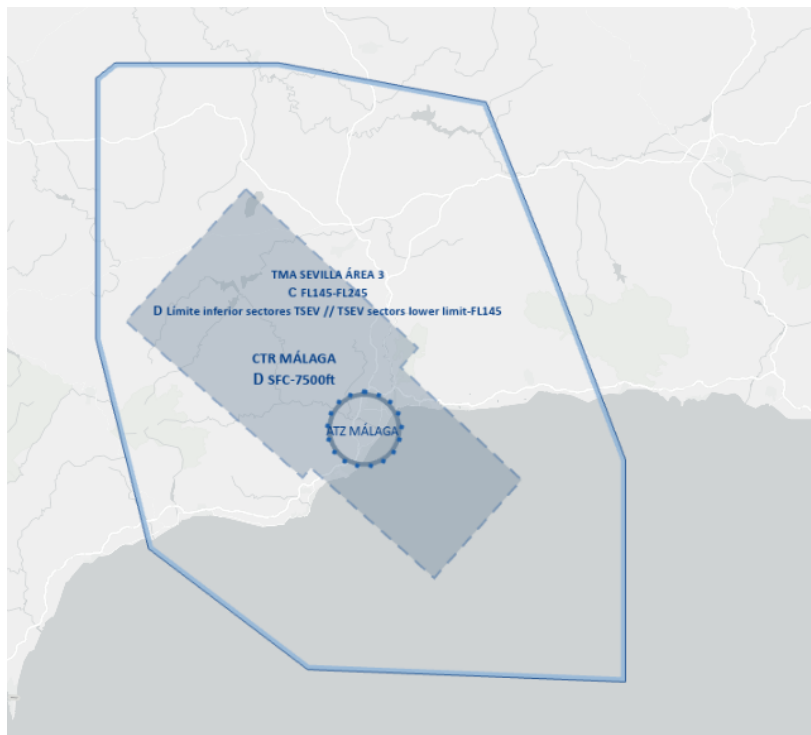 TMA SEVILLA ÁREA 3
C FL145-FL245
D Límite inferior sectores TSEV // TSEV sectors lower limit-FL145
CTR MÁLAGA
D SFC-7500ft
ATZ MÁLAGA